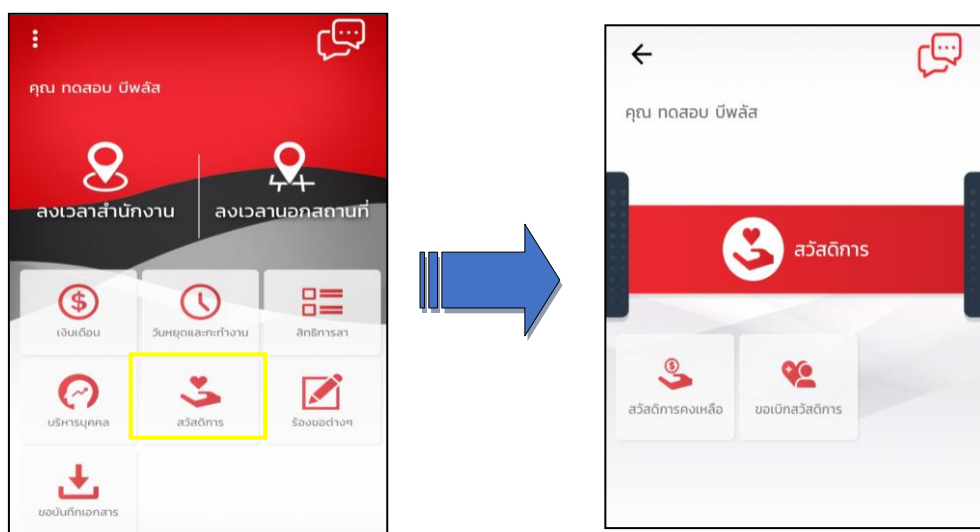 คุณ ทดสอบ บีพลัส
ลงเวลาสำนักงาน
ลงเวลานอกสถานที่
เงินเดือน
วันหยุดและกะทำงาน
สิทธิการลา
บริหารบุคคล
สวัสดิการ
ร้องขอต่างๆ
ขอบันทึกเอกสาร
คุณ ทดสอบ บีพลัส
สวัสดิการ
สวัสดิการคงเหลือ
ขอเบิกสวัสดิการ